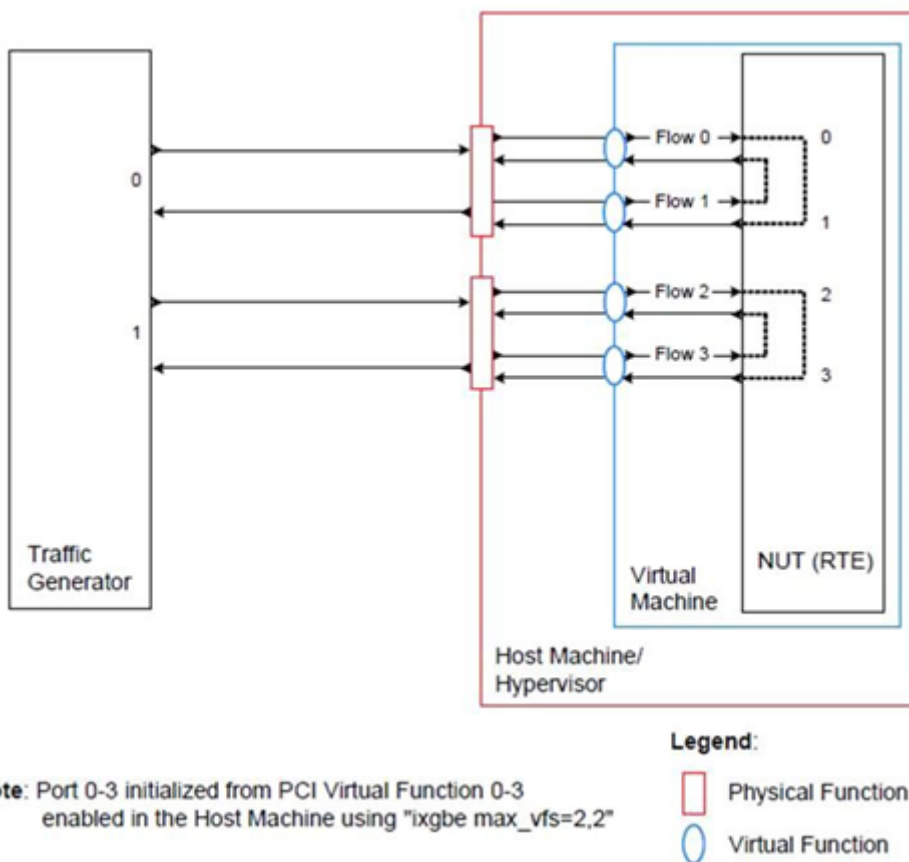 Flow 0
0
0
Flow 1
1
Flow 2
2
1
Flow 3
3
Traffic
Generator
NUT (RTE)
Virtual
Machine
Host Machine/
Hypervisor
Legend:
Physical Function
Virtual Function
te: Port 0-3 initialized from PCI Virtual Function 0-3
enabled in the Host Machine using "ixgbe max_vfs=2,2"